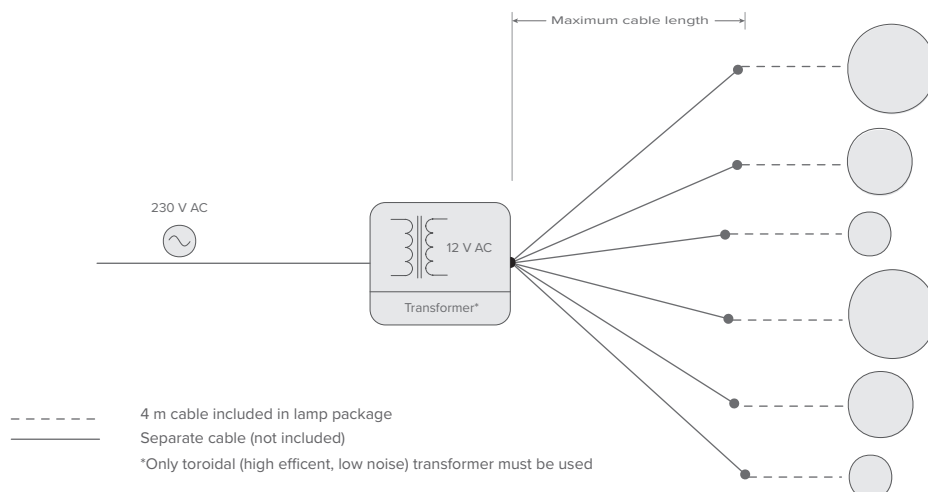 Maximum cable length
230 V AC
12 V AC
Transformer*
4 m cable included in lamp package
Separate cable (not included)
*Only toroidal (high efficent, low noise) transformer must be used